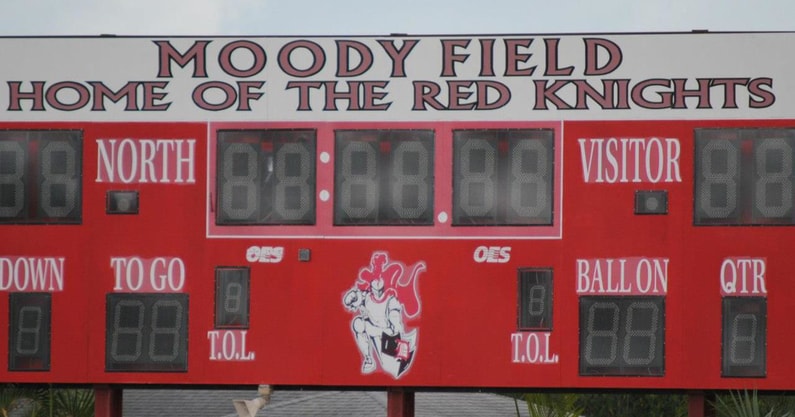 MOODY FIELD
HOME OF THE RED KNIGHTS
NORTH
VISITOR
OES
OES
DOWN
TO GO
BALL ON
QTR
T.O.L.
T.O.L.